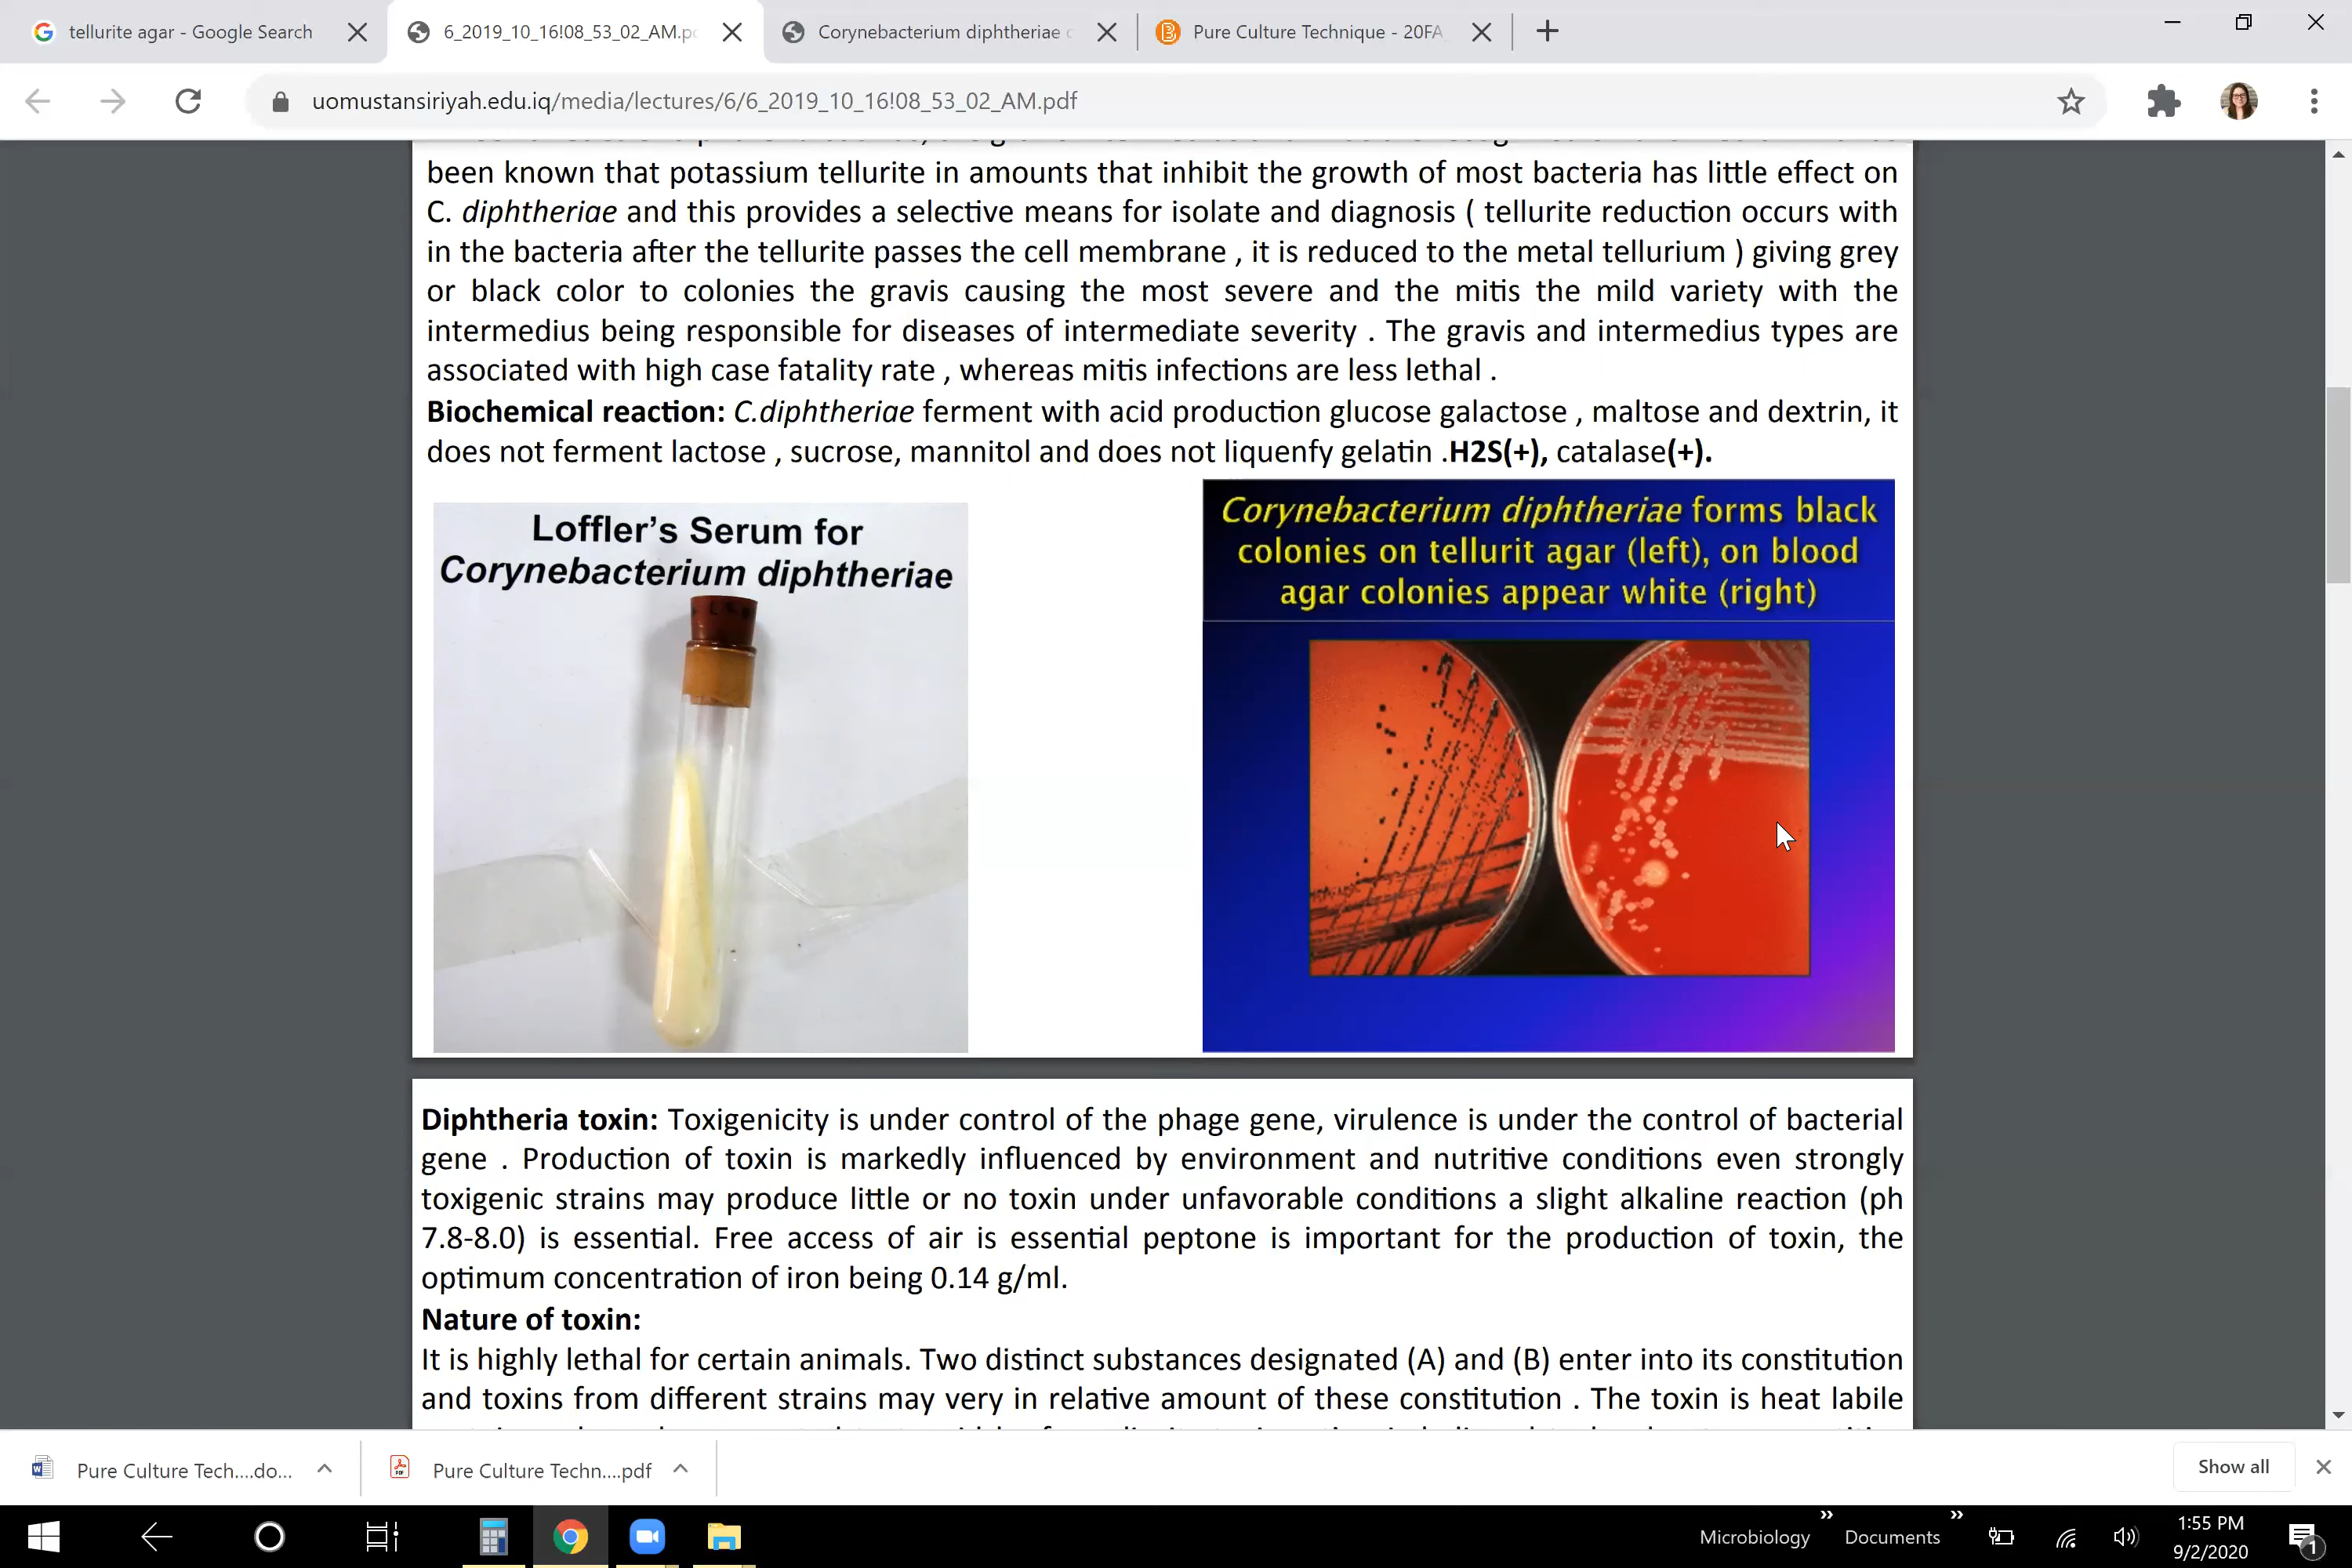 tellurite agar - Google Search
6_2019_10_16!08_53_02_AM.pc
Corynebacterium diphtheriae c
Pure Culture Technique - 20FA
uomustansiriyah.edu.iq/media/lectures/6/6_2019_10_16!08_53_02_AM.pdf
been known that potassium tellurite in amounts that inhibit the growth of most bacteria has little effect on
C. diphtheriae and this provides a selective means for isolate and diagnosis ( tellurite reduction occurs with
in the bacteria after the tellurite passes the cell membrane , it is reduced to the metal tellurium ) giving grey
or black color to colonies the gravis causing the most severe and the mitis the mild variety with the
intermedius being responsible for diseases of intermediate severity . The gravis and intermedius types are
associated with high case fatality rate , whereas mitis infections are less lethal .
Biochemical reaction: C.diphtheriae ferment with acid production glucose galactose , maltose and dextrin, it
does not ferment lactose , sucrose, mannitol and does not liquenfy gelatin .H2S(+), catalase(+).
Loffler's Serum for
Corynebacterium diphtheriae
Corynebacterium diphtheriae forms black
colonies on tellurit agar (left), on blood
agar colonies appear white (right)
Diphtheria toxin: Toxigenicity is under control of the phage gene, virulence is under the control of bacterial
gene . Production of toxin is markedly influenced by environment and nutritive conditions even strongly
toxigenic strains may produce little or no toxin under unfavorable conditions a slight alkaline reaction (ph
7.8-8.0) is essential. Free access of air is essential peptone is important for the production of toxin, the
optimum concentration of iron being 0.14 g/ml.
Nature of toxin:
It is highly lethal for certain animals. Two distinct substances designated (A) and (B) enter into its constitution
and toxins from different strains may very in relative amount of these constitution . The toxin is heat labile
Pure Culture Tech....do...
Pure Culture Techn....pdf
Show all
Microbiology
Documents
1:55 PM
9/2/2020
1